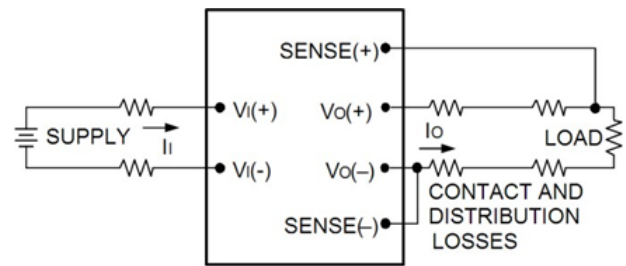 SENSE(+)
SUPPLY
II
VI(+)
VI(-)
VO(+)
VO(–)
IO
LOAD
SENSE(–)
CONTACT AND
DISTRIBUTION
LOSSES